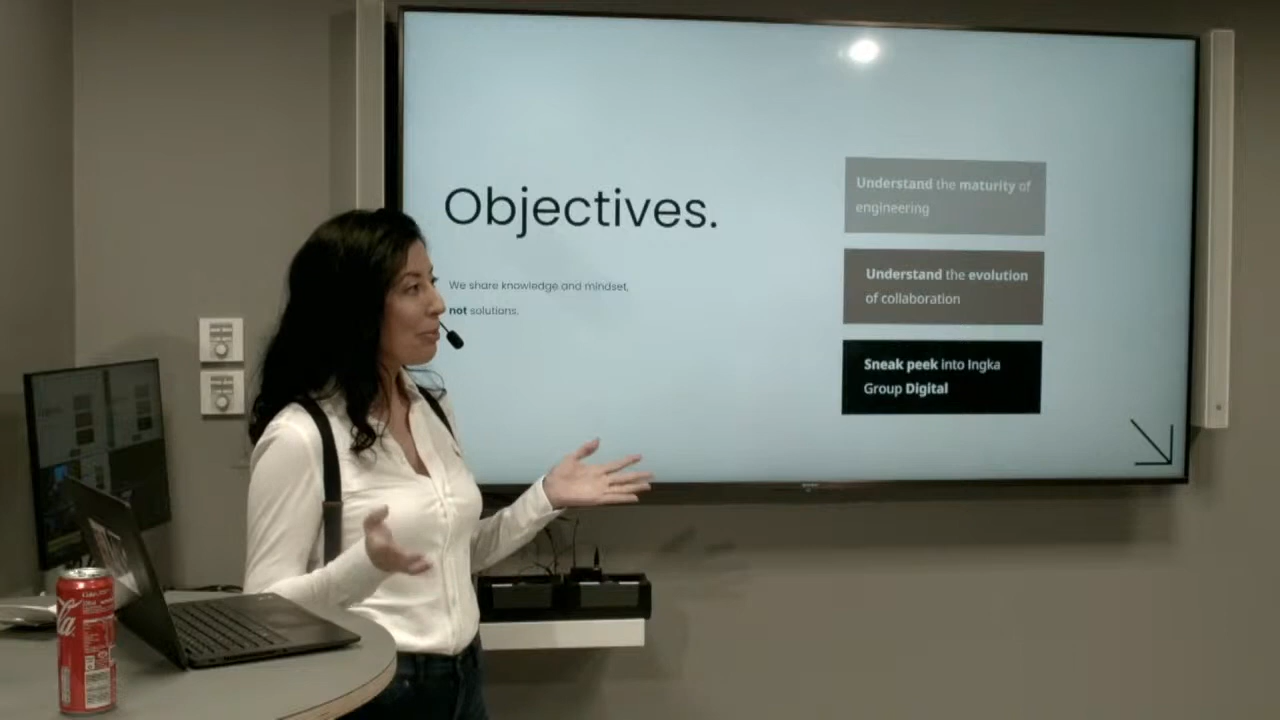 Objectives.
We share knowledge and mindset,
not solutions.
Understand the maturity of
engineering
Understand the evolution
of collaboration
Sneak peek into Ingka
Group Digital